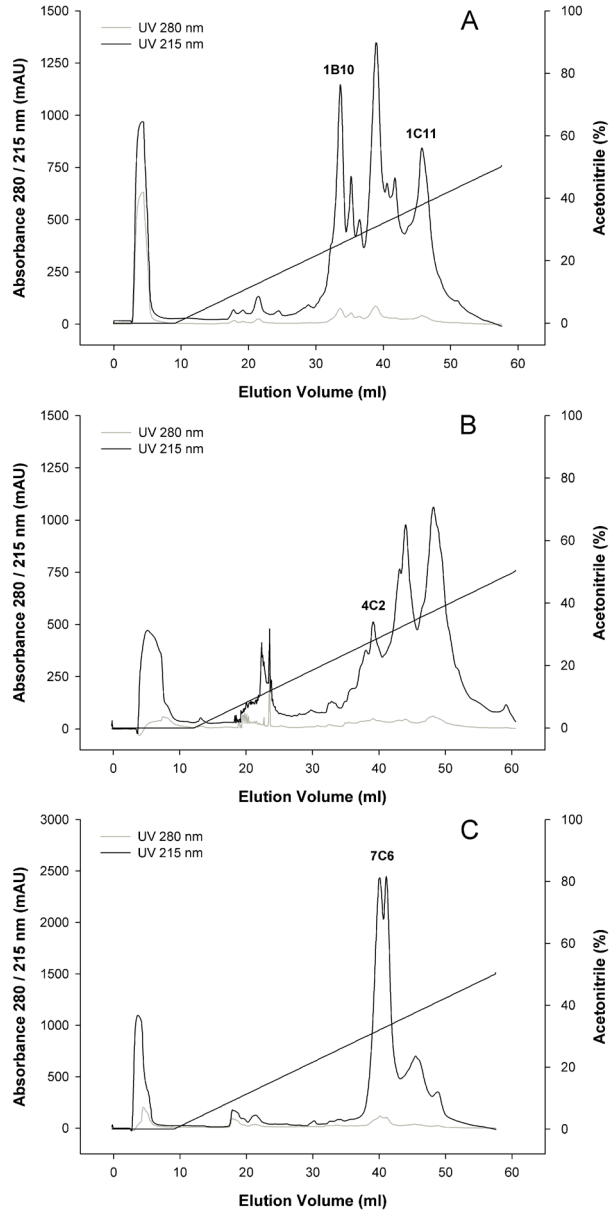 A
UV 280 nm
UV 215 nm
1B10
1C11
Absorbance 280 / 215 nm (mAU)
1500
1250
1000
750
500
250
0
100
80
60
40
20
0
Acetonitrile (%)
0 10 20 30 40 50 60
Elution Volume (ml)
B
UV 280 nm
UV 215 nm
4C2
Absorbance 280 / 215 nm (mAU)
1500
1250
1000
750
500
250
0
100
80
60
40
20
0
Acetonitrile (%)
0 10 20 30 40 50 60
Elution Volume (ml)
C
UV 280 nm
UV 215 nm
7C6
Absorbance 280 / 215 nm (mAU)
3000
2500
2000
1500
1000
500
0
100
80
60
40
20
0
Acetonitrile (%)
0 10 20 30 40 50 60
Elution Volume (ml)